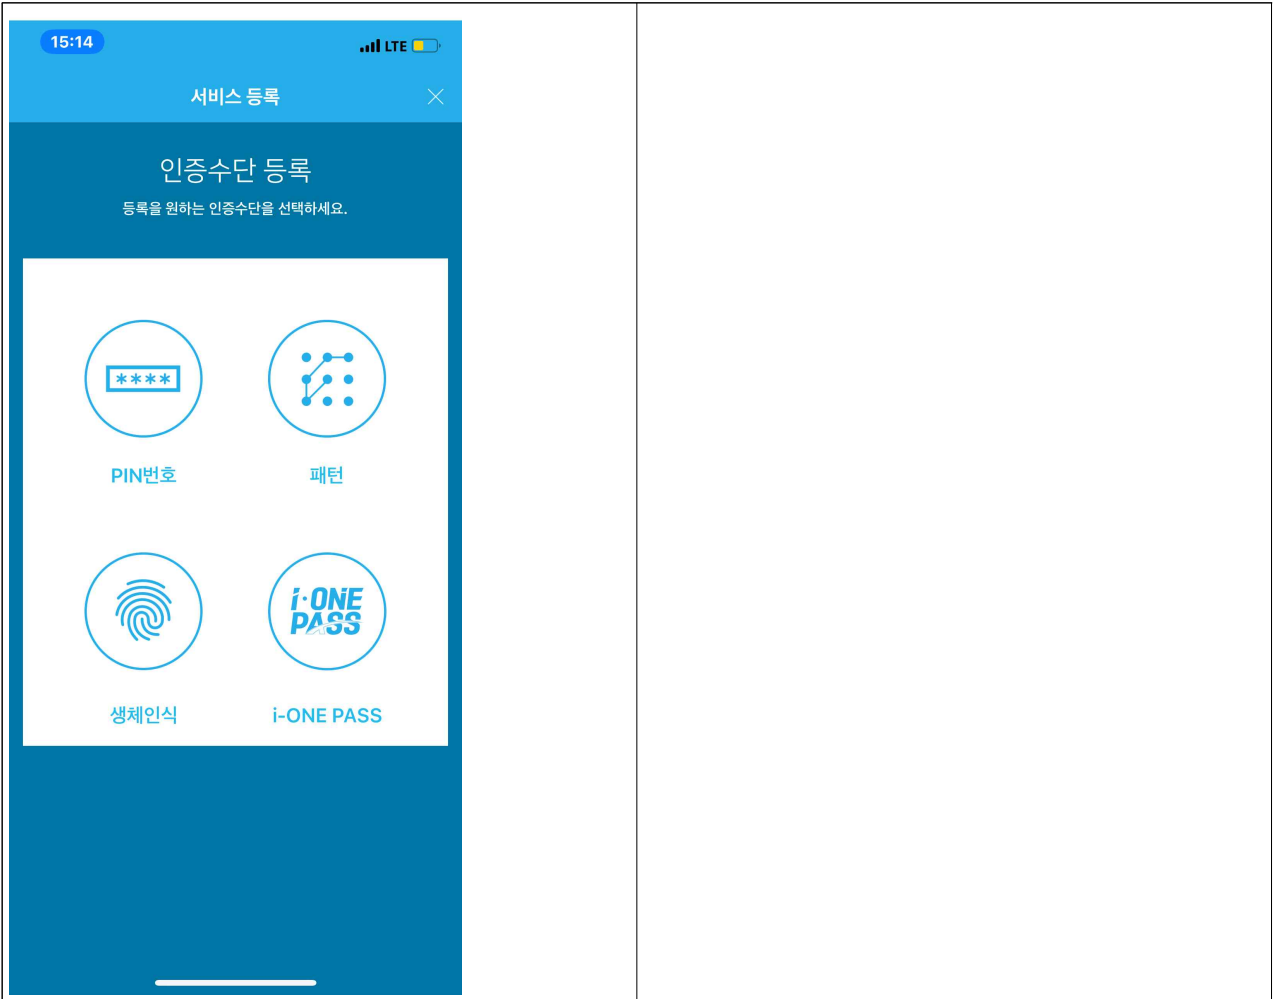 15:14
LTE
서비스 등록
인증수단 등록
등록을 원하는 인증수단을 선택하세요.
****
PIN번호
패턴
i·ONE
PASS
생체인식
i-ONE PASS